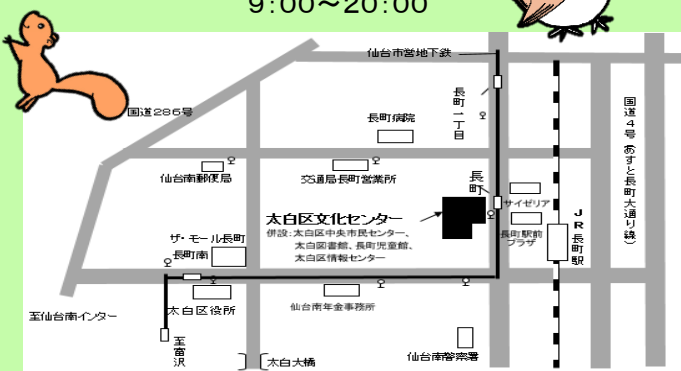 9:00～20:00
仙台市営地下鉄
国道286号
長町一丁目
長町病院
国道4号(あすと長町大通り線)
仙台南郵便局
交通局長町営業所
長町
サイゼリア
太白区文化センター
併設：太白区中央市民センター、
太白図書館、長町児童館、
太白区情報センター
長町駅前
プラザ
JR長町駅
ザ・モール長町
長町南
太白区役所
仙台南年金事務所
至仙台南インター
至富沢
太白大橋
仙台南警察署